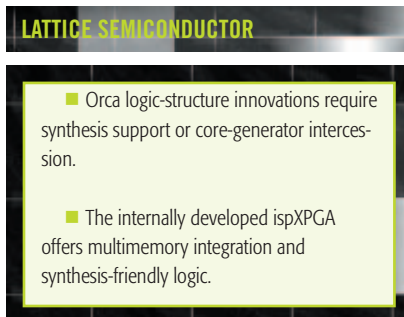 LATTICE SEMICONDUCTOR
■ Orca logic-structure innovations require
synthesis support or core-generator interces-
sion.
■ The internally developed ispXPGA
offers multimemory integration and
synthesis-friendly logic.